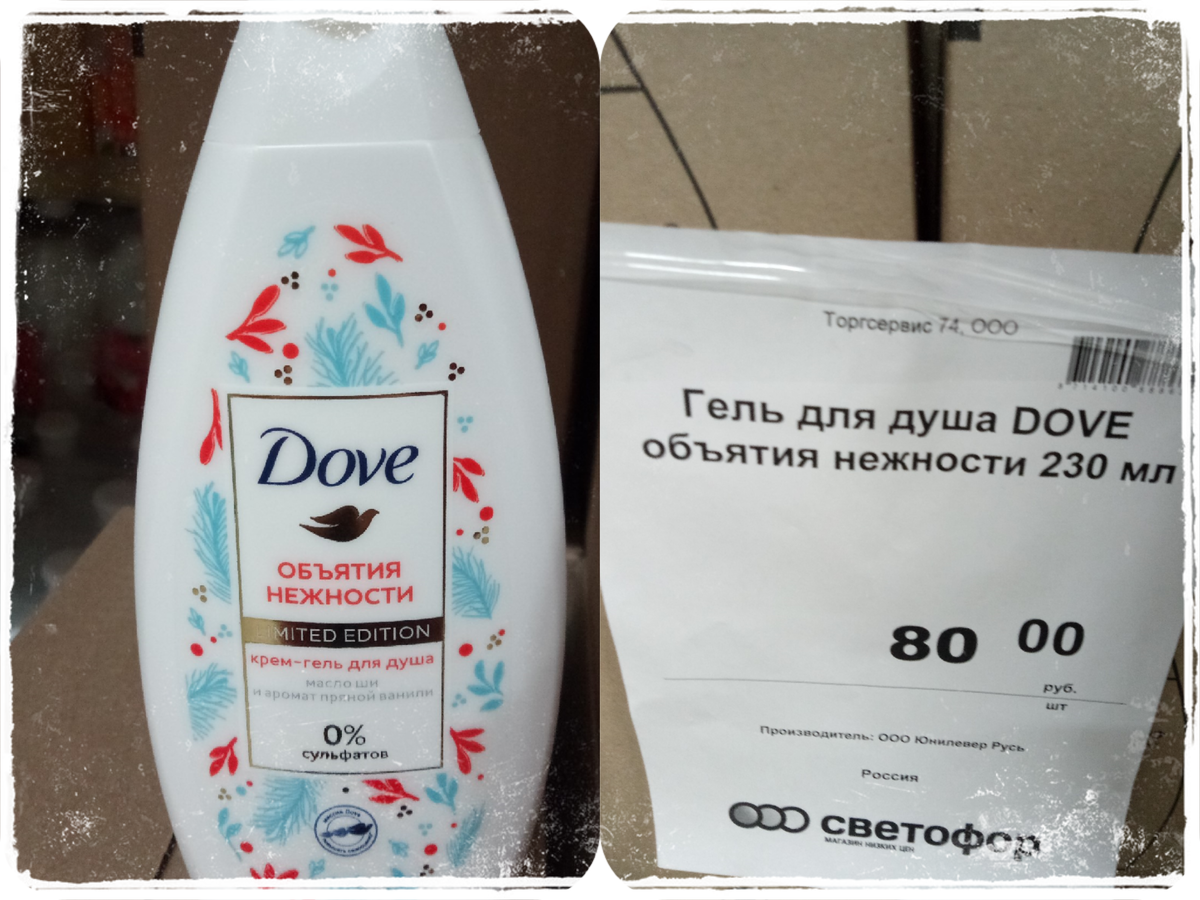 Dove
ОБЪЯТИЯ
НЕЖНОСТИ
LIMITED EDITION
крем-гель для душа
масло ши
и аромат пряной ванили
0%
сульфатов
Торгсервис 74, ООО
Гель для душа DOVE
объятия нежности 230 мл
80 00
руб.
шт
Производитель: ООО Юнилевер Русь
Россия
светофор
МАГАЗИН НИЗКИХ ЦЕН